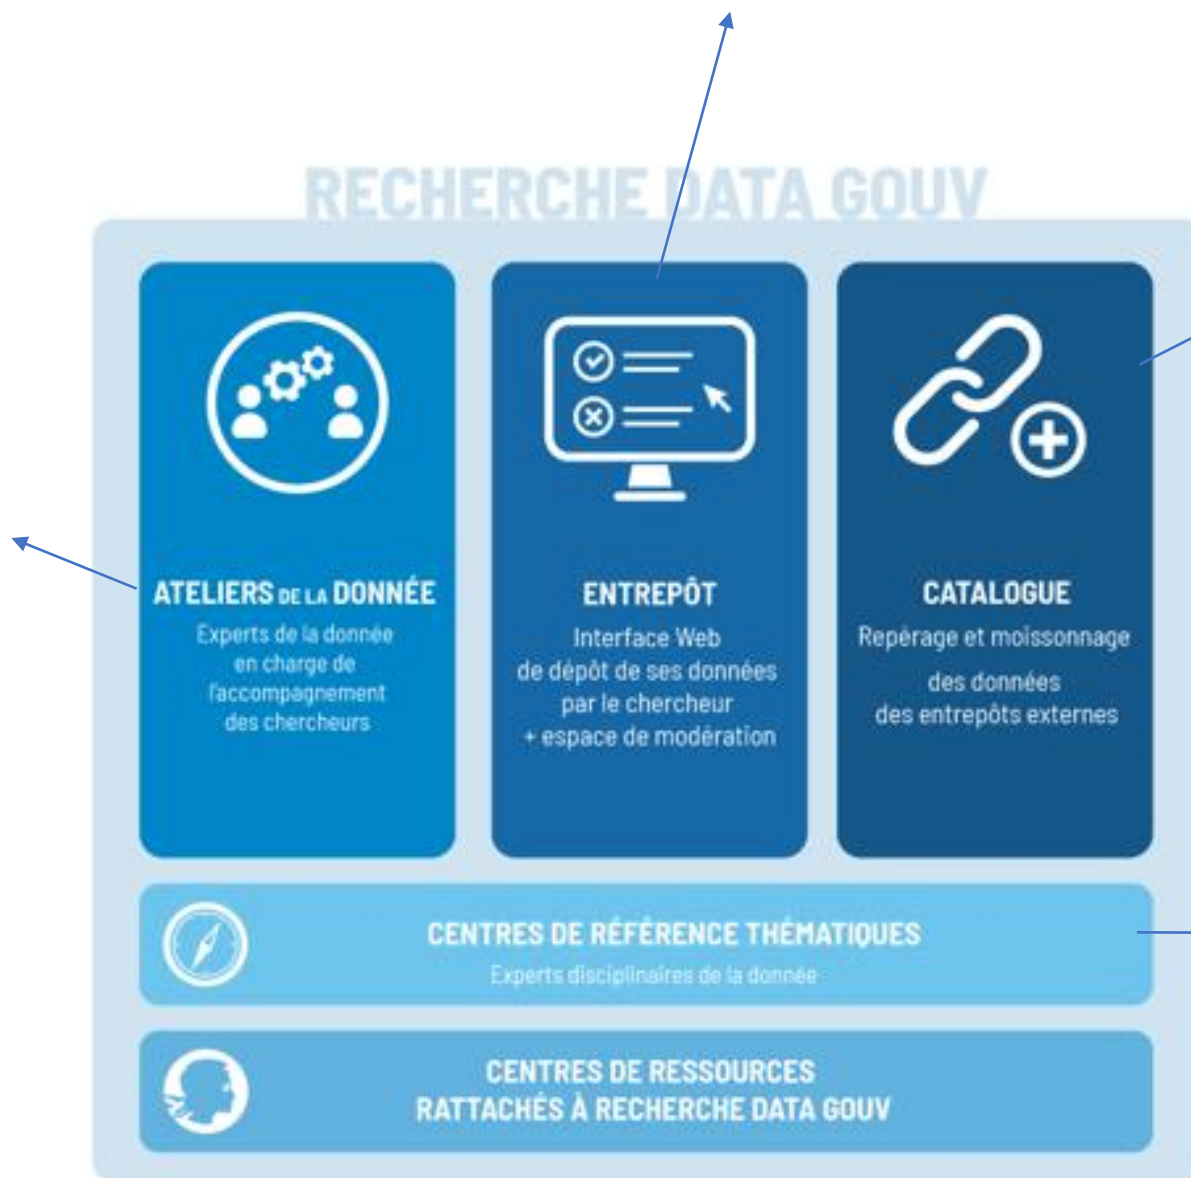 RECHERCHE DATA GOUV
ATELIERS DE LA DONNÉE
Experts de la donnée
en charge de
l'accompagnement
des chercheurs
ENTREPÔT
Interface Web
de dépôt de ses données
par le chercheur
+ espace de modération
CATALOGUE
Repérage et moissonnage
des données
des entrepôts externes
CENTRES DE RÉFÉRENCE THÉMATIQUES
Experts disciplinaires de la donnée
CENTRES DE RESSOURCES
RATTACHÉS À RECHERCHE DATA GOUV